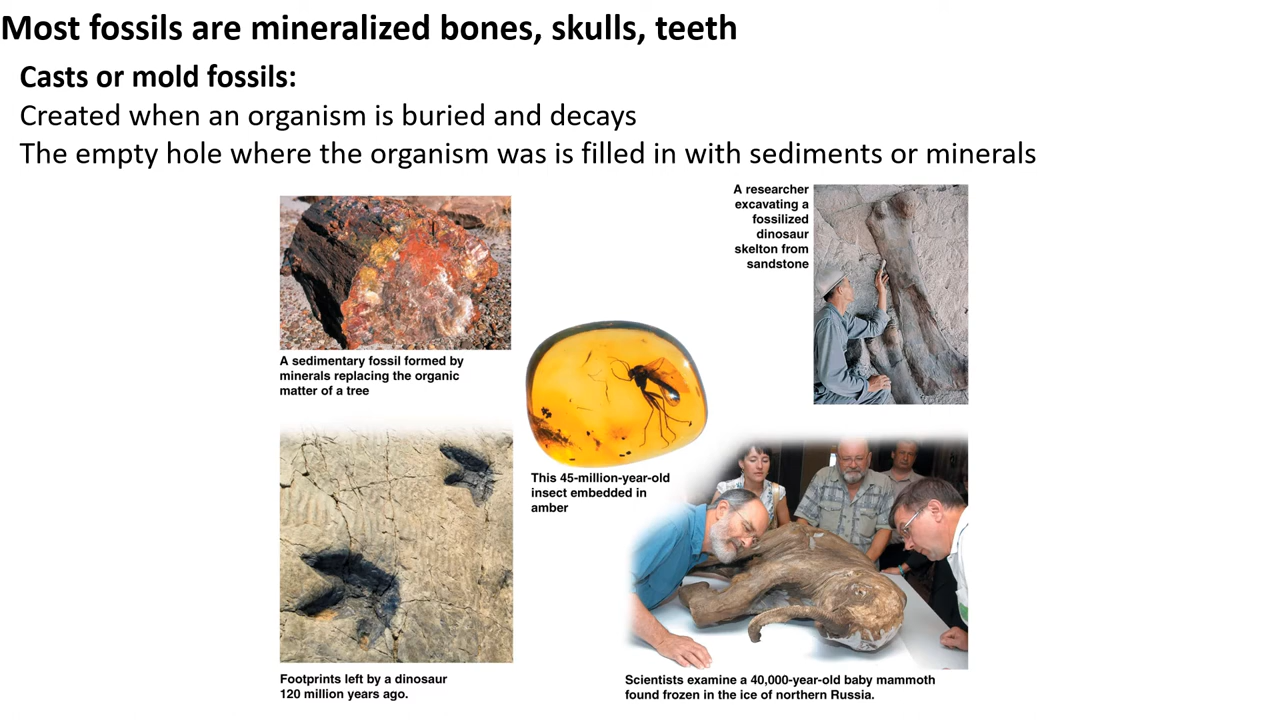 Most fossils are mineralized bones, skulls, teeth
Casts or mold fossils:
Created when an organism is buried and decays
The empty hole where the organism was is filled in with sediments or minerals
A researcher
excavating a
fossilized
dinosaur
skelton from
sandstone
A sedimentary fossil formed by
minerals replacing the organic
matter of a tree
This 45-million-year-old
insect embedded in
amber
Footprints left by a dinosaur
120 million years ago.
Scientists examine a 40,000-year-old baby mammoth
found frozen in the ice of northern Russia.